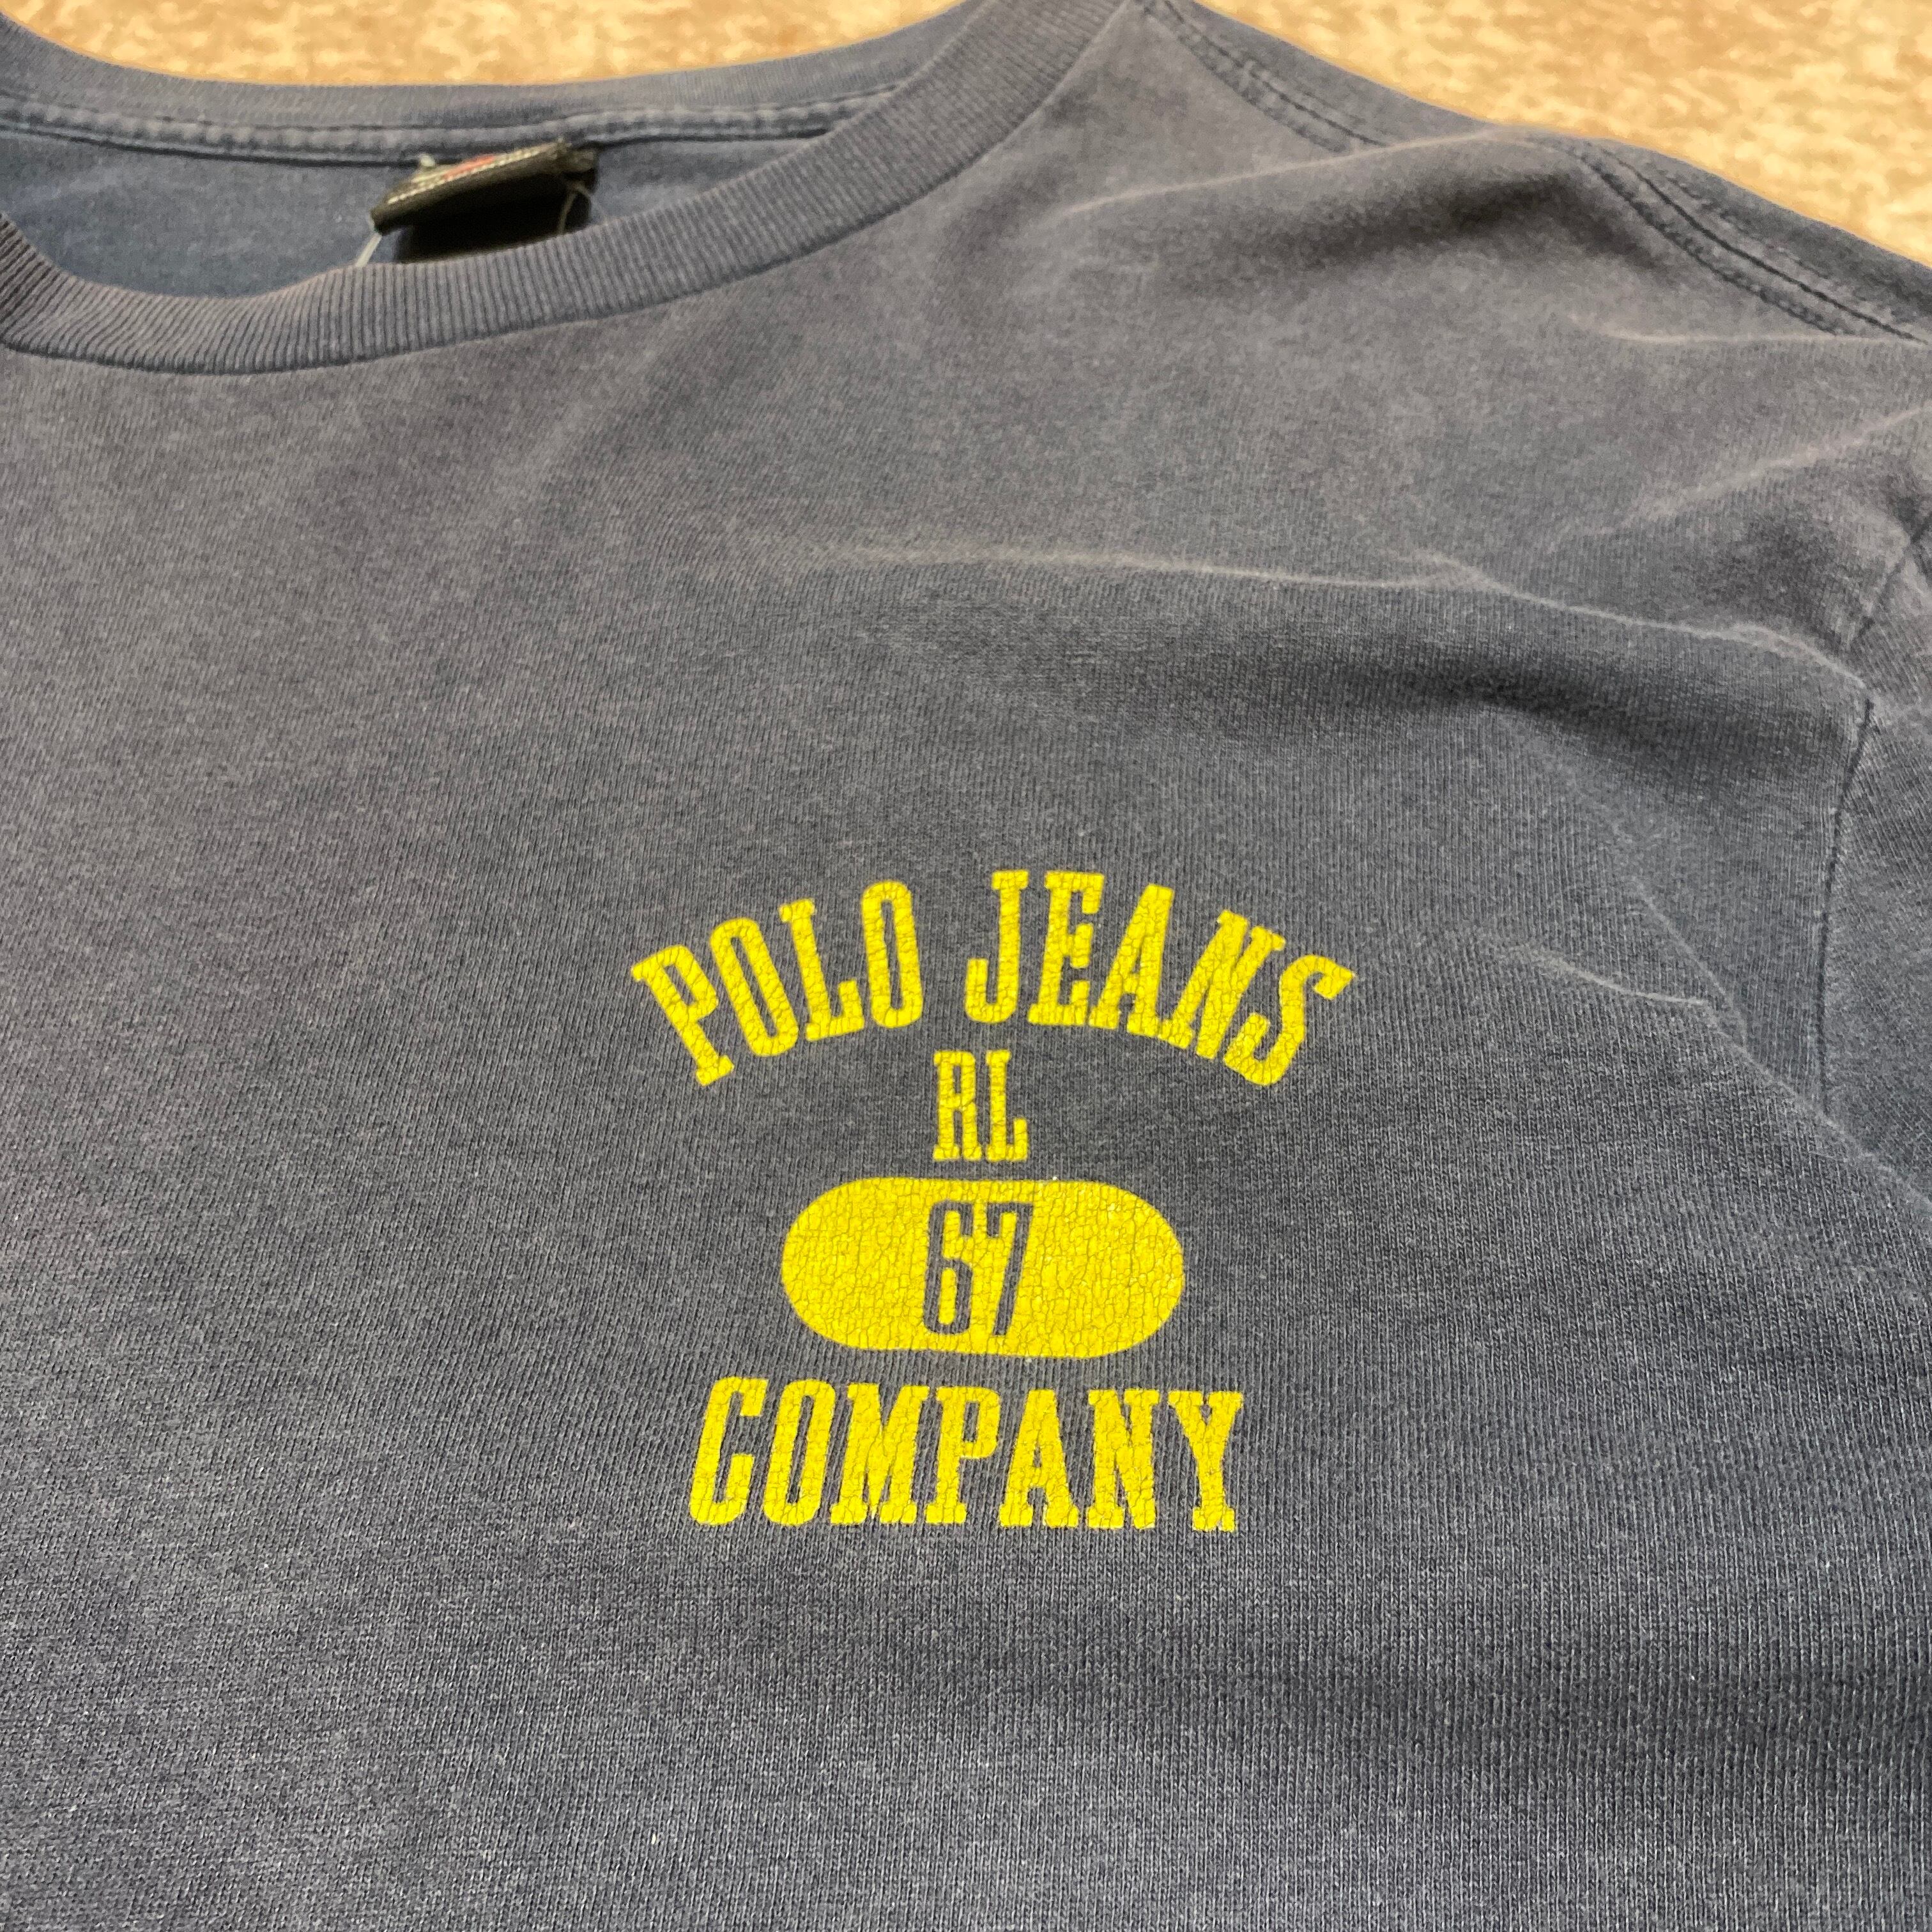 POLO JEANS
RL
67
COMPANY